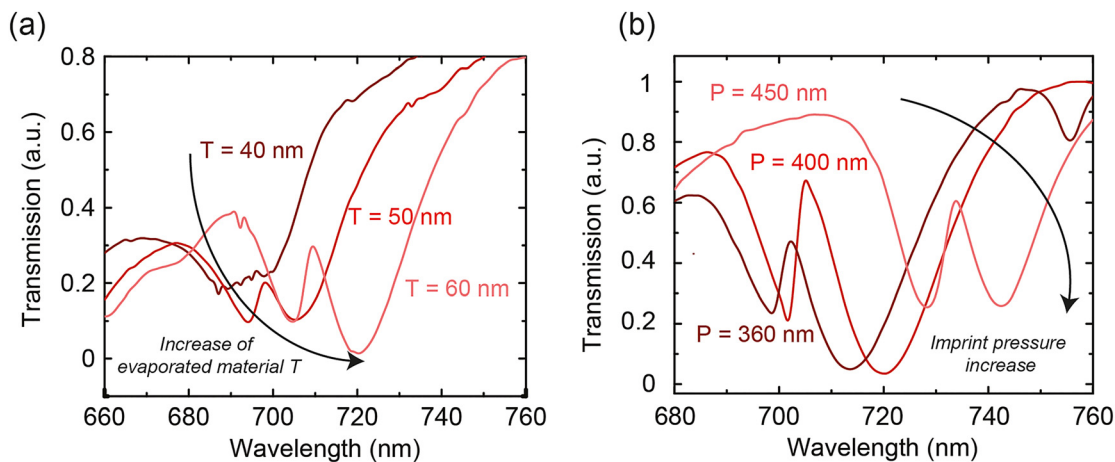 (a)
0.8
0.6
0.4
0.2
0
Transmission (a.u.)
T = 40 nm
T = 50 nm
T = 60 nm
Increase of
evaporated material T
660
680
700
720
740
760
Wavelength (nm)
(b)
1
0.8
0.6
0.4
0.2
0
Transmission (a.u.)
P = 450 nm
P = 400 nm
P = 360 nm
Imprint pressure
increase
680
700
720
740
760
Wavelength (nm)